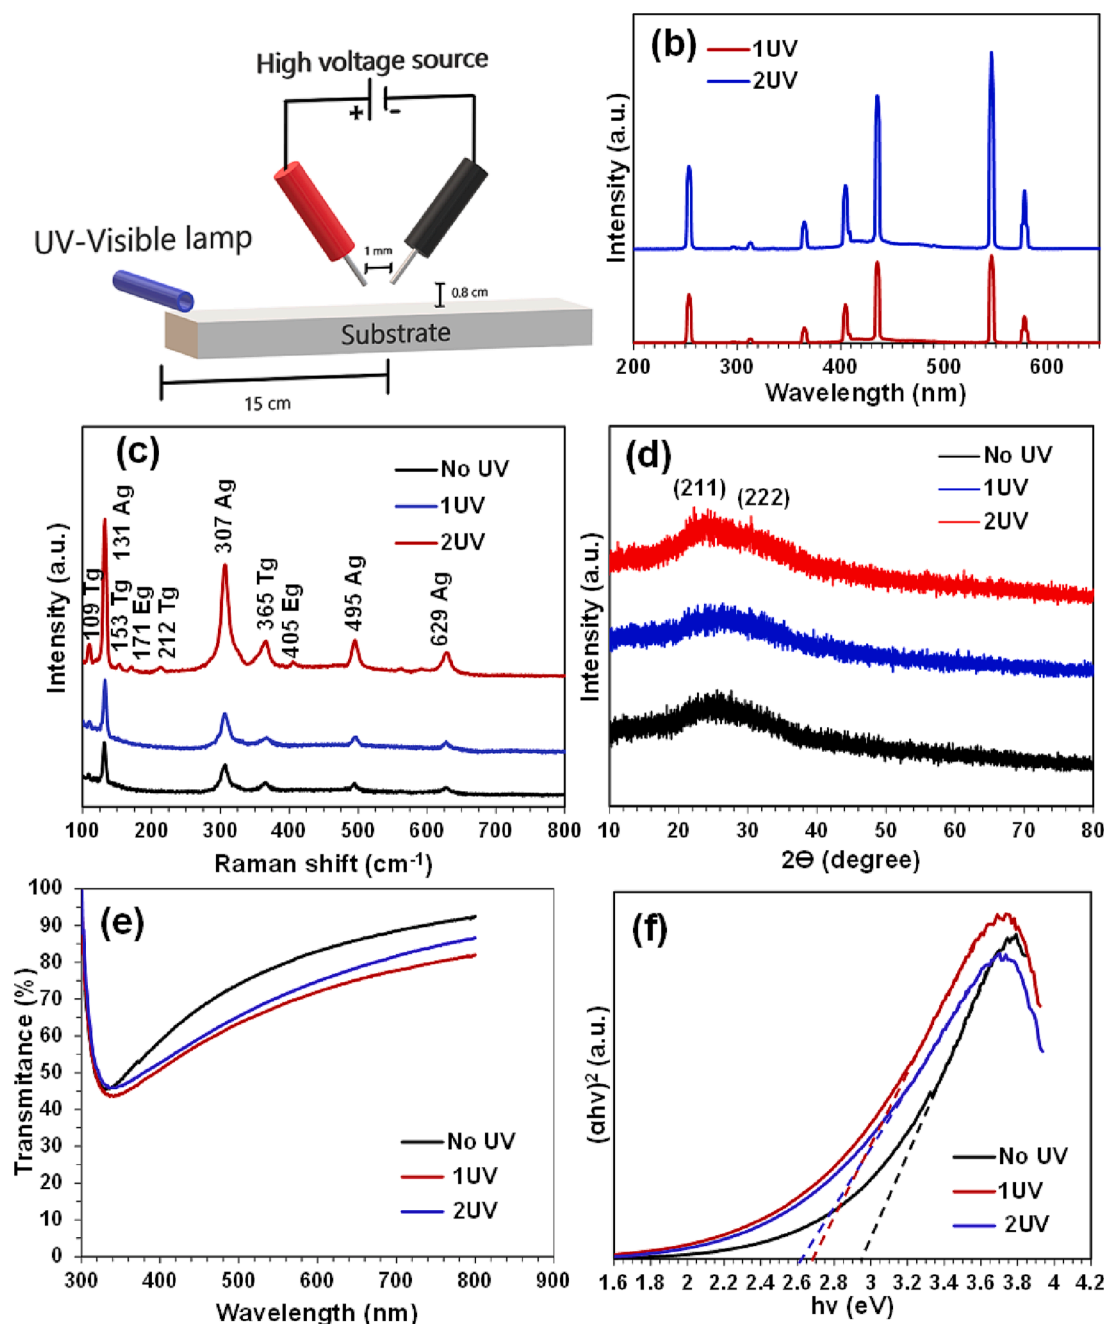 High voltage source
+ -
UV-Visible lamp
1 mm
0.8 cm
Substrate
15 cm
(b)
1UV
2UV
Intensity (a.u.)
200 300 400 500 600
Wavelength (nm)
(c)
No UV
1UV
2UV
109 Tg
131 Ag
153 Tg
171 Eg
212 Tg
307 Ag
365 Tg
405 Eg
495 Ag
629 Ag
Intensity (a.u.)
100 200 300 400 500 600 700 800
Raman shift (cm-1)
(d)
No UV
1UV
2UV
(211) (222)
Intensity (a.u.)
10 20 30 40 50 60 70 80
2Ɵ (degree)
(e)
100
90
80
70
60
50
40
30
20
10
0
Transmitance (%)
No UV
1UV
2UV
300 400 500 600 700 800 900
Wavelength (nm)
(f)
(αhν)2 (a.u.)
No UV
1UV
2UV
1.6 1.8 2 2.2 2.4 2.6 2.8 3 3.2 3.4 3.6 3.8 4 4.2
hν (eV)